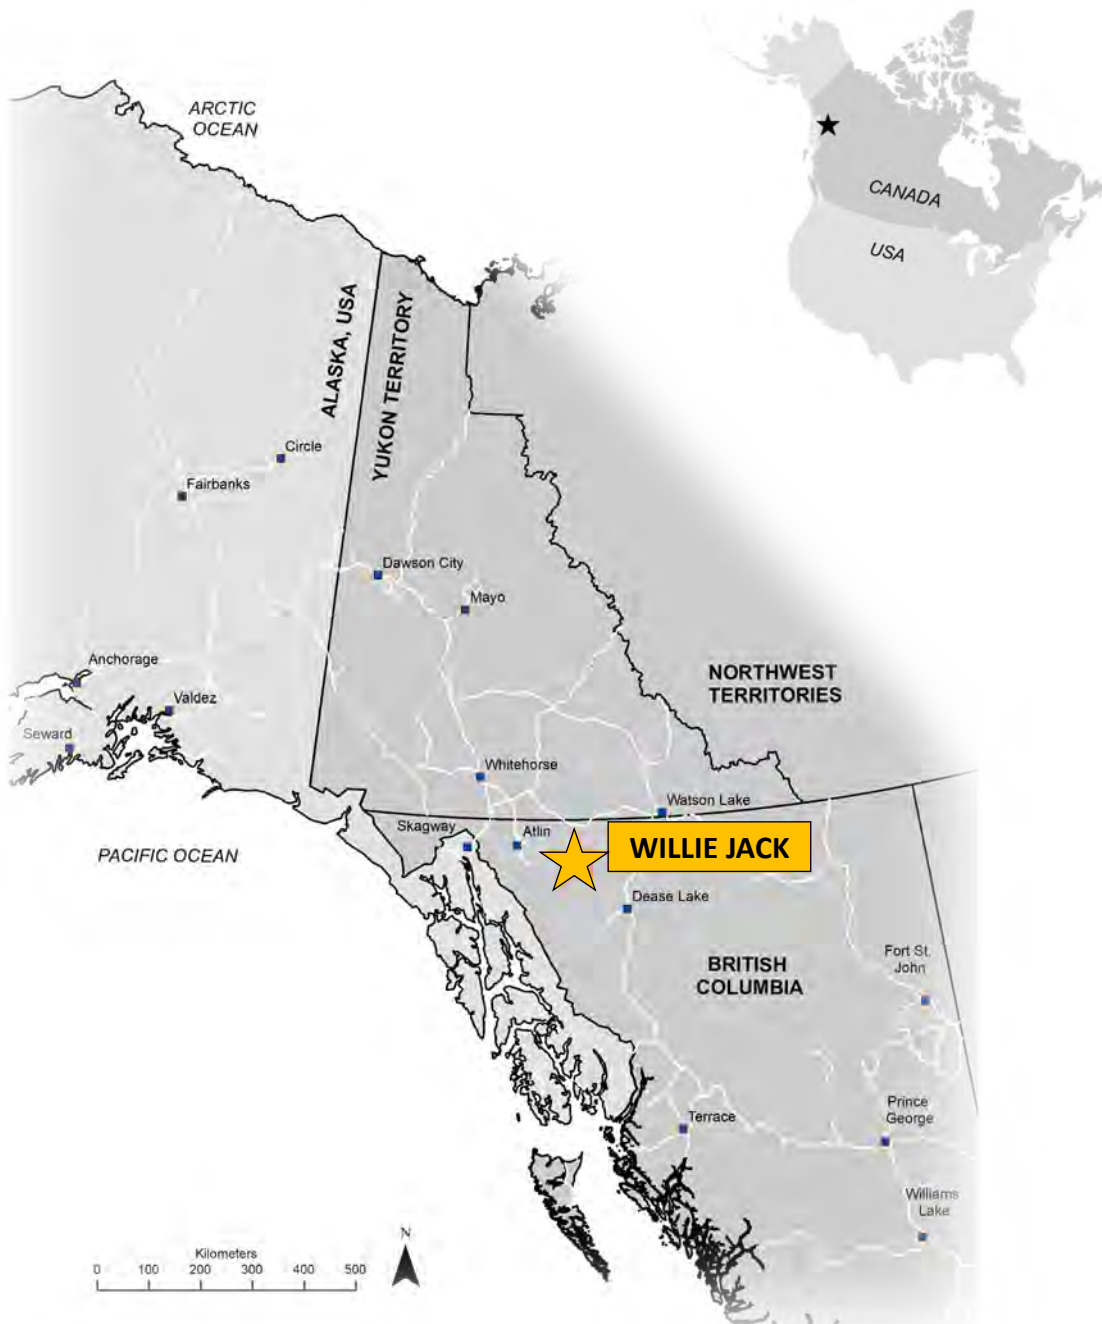 ARCTIC
OCEAN
CANADA
USA
ALASKA, USA
YUKON TERRITORY
Circle
Fairbanks
Dawson City
Mayo
Anchorage
Valdez
Seward
NORTHWEST
TERRITORIES
Whitehorse
Watson Lake
Skagway
Atlin
WILLIE JACK
PACIFIC OCEAN
Dease Lake
Fort St.
John
BRITISH
COLUMBIA
Prince
George
Terrace
Williams
Lake
N
Kilometers
0 100 200 300 400 500